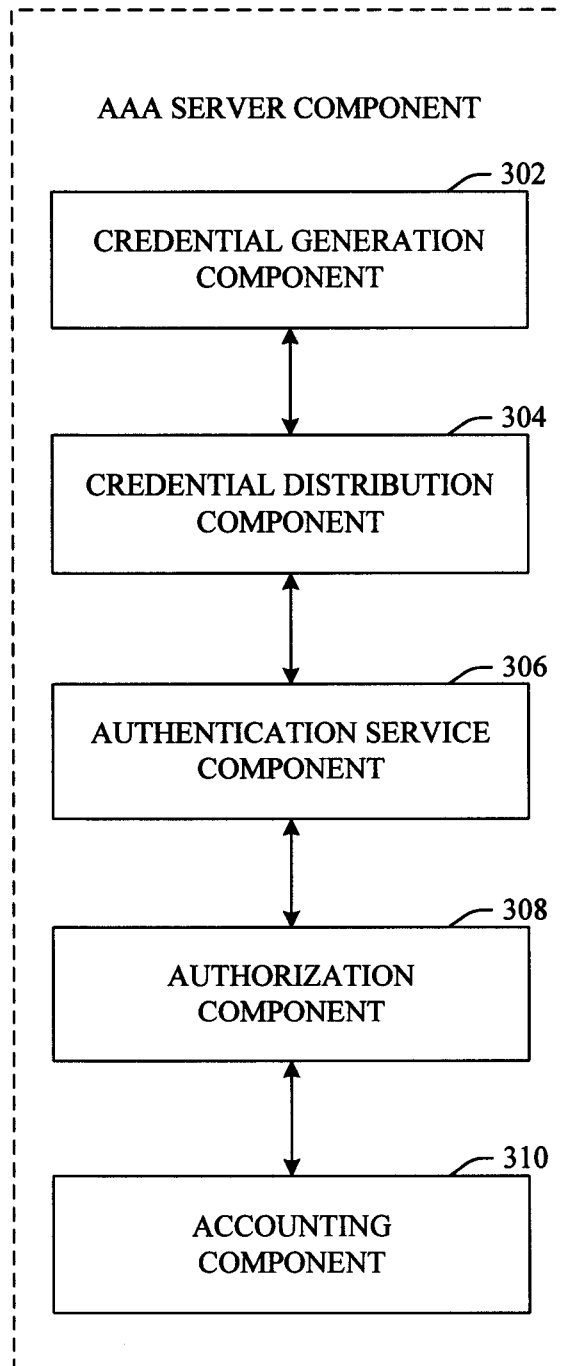 AAA SERVER COMPONENT
302
CREDENTIAL GENERATION
COMPONENT
304
CREDENTIAL DISTRIBUTION
COMPONENT
306
AUTHENTICATION SERVICE
COMPONENT
308
AUTHORIZATION
COMPONENT
310
ACCOUNTING
COMPONENT